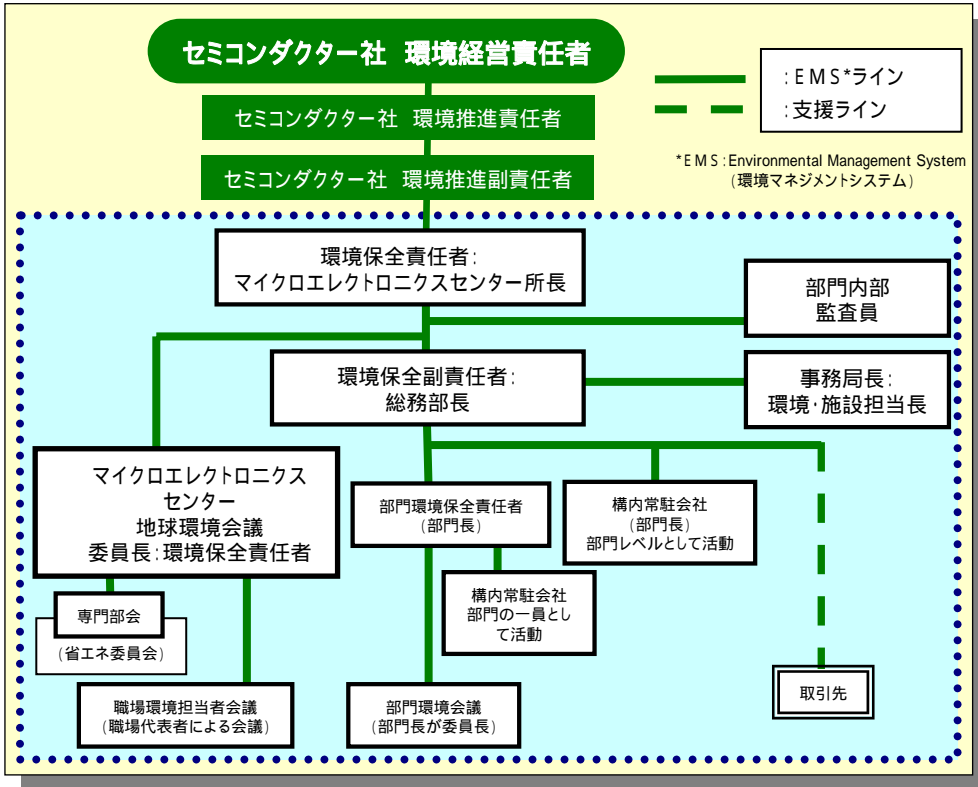 セミコンダクター社 環境経営責任者
:EMS*ライン
:支援ライン
セミコンダクター社 環境推進責任者
*EMS:Environmental Management System
(環境マネジメントシステム)
セミコンダクター社 環境推進副責任者
環境保全責任者:
マイクロエレクトロニクスセンター所長
部門内部
監査員
環境保全副責任者:
総務部長
事務局長:
環境・施設担当長
マイクロエレクトロニクス
センター
地球環境会議
委員長:環境保全責任者
部門環境保全責任者
(部門長)
構内常駐会社
(部門長)
部門レベルとして活動
構内常駐会社
部門の一員とし
て活動
専門部会
(省エネ委員会)
職場環境担当者会議
(職場代表者による会議)
部門環境会議
(部門長が委員長)
取引先